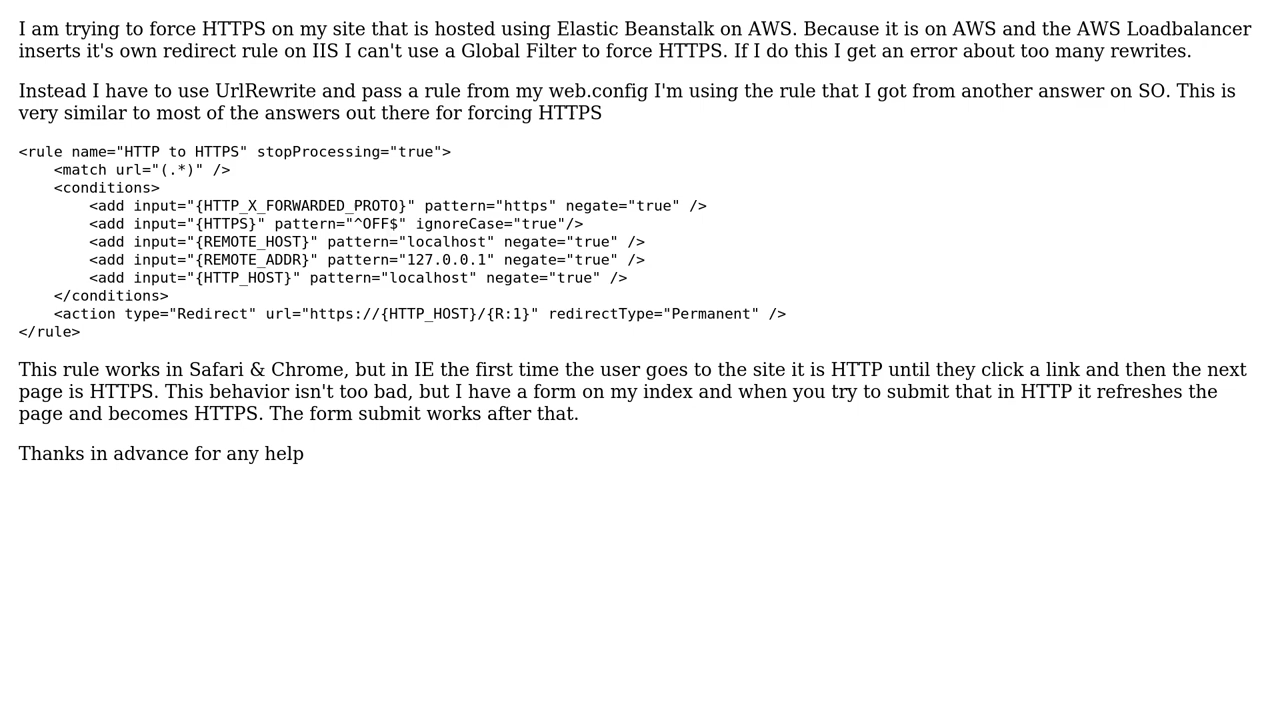 I am trying to force HTTPS on my site that is hosted using Elastic Beanstalk on AWS. Because it is on AWS and the AWS Loadbalancer
inserts it's own redirect rule on IIS I can't use a Global Filter to force HTTPS. If I do this I get an error about too many rewrites.
Instead I have to use UrlRewrite and pass a rule from my web.config I'm using the rule that I got from another answer on SO. This is
very similar to most of the answers out there for forcing HTTPS
<rule name="HTTP to HTTPS" stopProcessing="true">
    <match url="(.*)" />
    <conditions>
        <add input="{HTTP_X_FORWARDED_PROTO}" pattern="https" negate="true" />
        <add input="{HTTPS}" pattern="^OFF$" ignoreCase="true"/>
        <add input="{REMOTE_HOST}" pattern="localhost" negate="true" />
        <add input="{REMOTE_ADDR}" pattern="127.0.0.1" negate="true" />
        <add input="{HTTP_HOST}" pattern="localhost" negate="true" />
    </conditions>
    <action type="Redirect" url="https://{HTTP_HOST}/{R:1}" redirectType="Permanent" />
</rule>
This rule works in Safari & Chrome, but in IE the first time the user goes to the site it is HTTP until they click a link and then the next
page is HTTPS. This behavior isn't too bad, but I have a form on my index and when you try to submit that in HTTP it refreshes the
page and becomes HTTPS. The form submit works after that.
Thanks in advance for any help